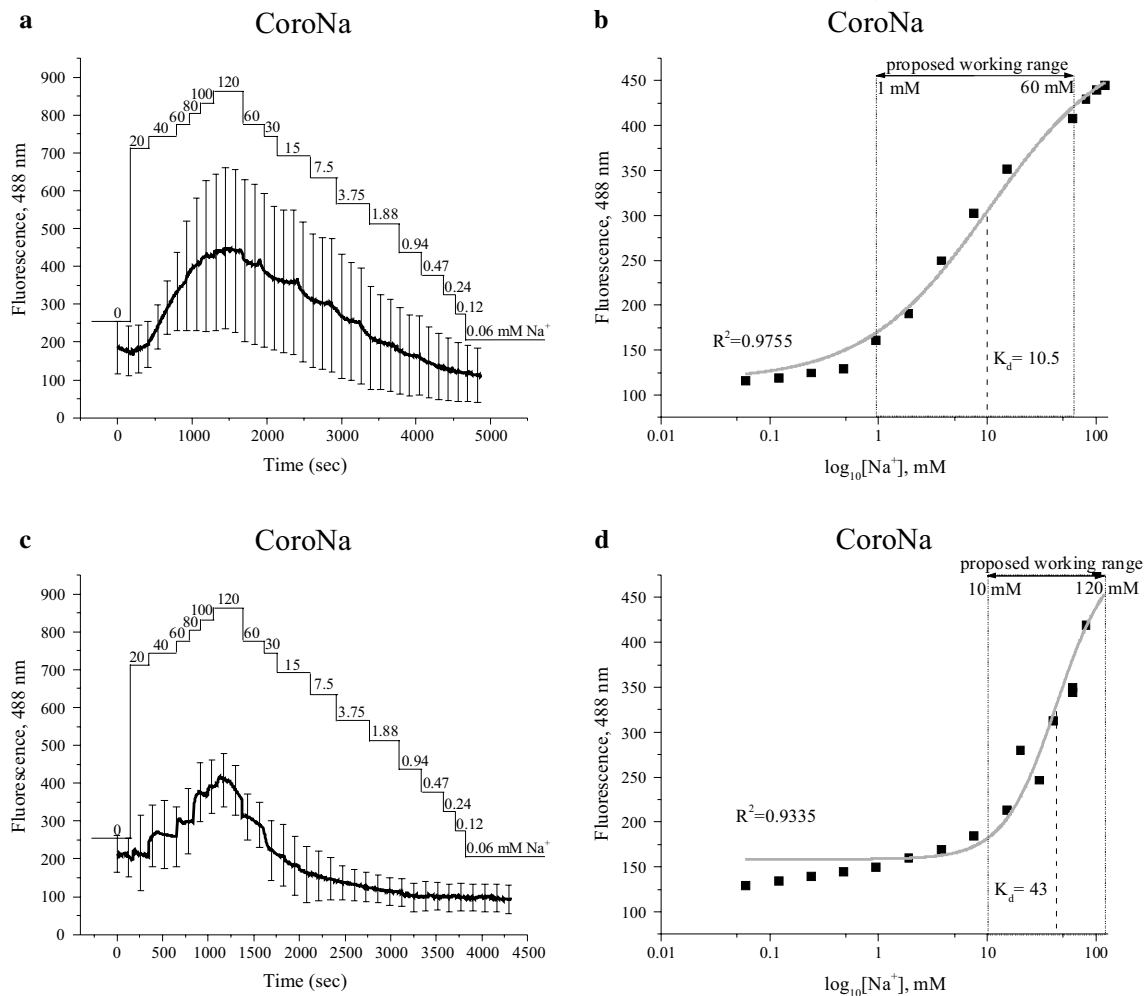 a
CoroNa
Fluorescence, 488 nm
900
800
700
600
500
400
300
200
100
0
0
20
40
60
80
100
120
60
30
15
7.5
3.75
1.88
0.94
0.47
0.24
0.12
0.06 mM Na⁺
0 1000 2000 3000 4000 5000
Time (sec)
b
CoroNa
proposed working range
1 mM 60 mM
Fluorescence, 488 nm
450
400
350
300
250
200
150
100
R²=0.9755
K_d= 10.5
0.01 0.1 1 10 100
log₁₀[Na⁺], mM
c
CoroNa
Fluorescence, 488 nm
900
800
700
600
500
400
300
200
100
0
0
20
40
60
80
100
120
60
30
15
7.5
3.75
1.88
0.94
0.47
0.24
0.12
0.06 mM Na⁺
0 500 1000 1500 2000 2500 3000 3500 4000 4500
Time (sec)
d
CoroNa
proposed working range
10 mM 120 mM
Fluorescence, 488 nm
450
400
350
300
250
200
150
100
R²=0.9335
K_d= 43
0.01 0.1 1 10 100
log₁₀[Na⁺], mM